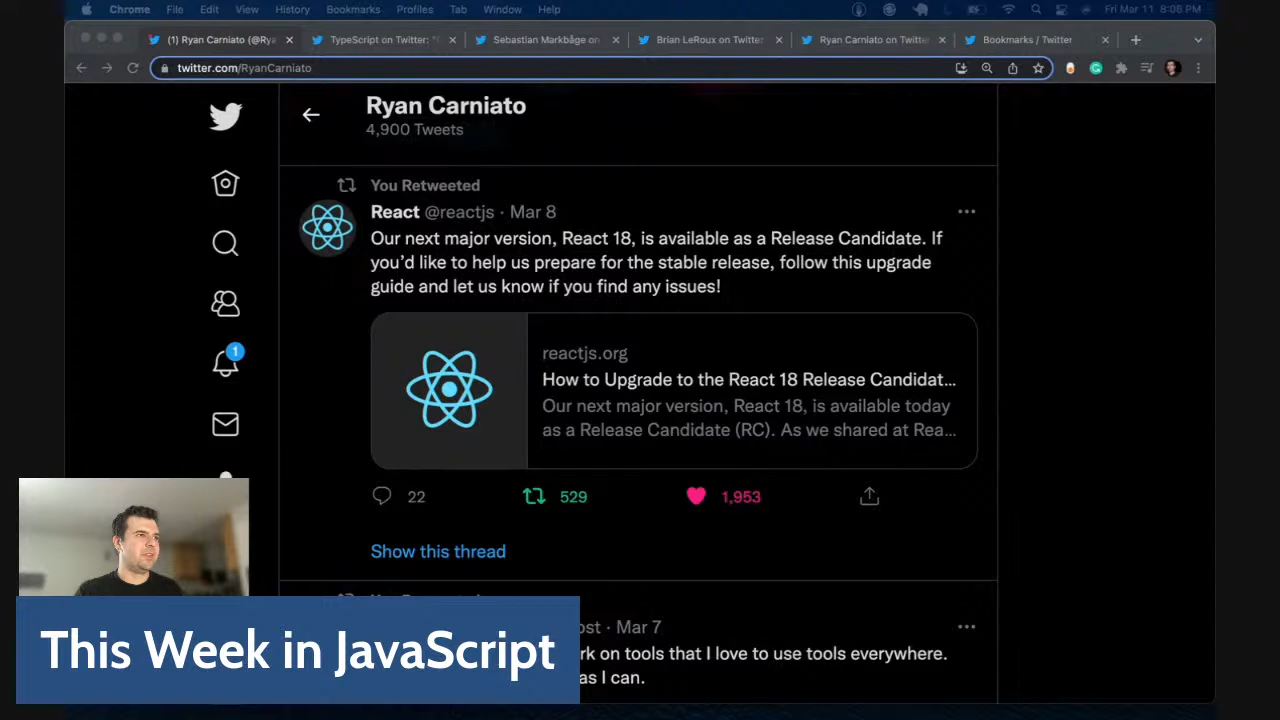 Chrome File Edit View History Bookmarks Profiles Tab Window Help Fri Mar 11 8:06 PM
(1) Ryan Carniato (@Rya
TypeScript on Twitter: "
Sebastian Markbåge on
Brian LeRoux on Twitter
Ryan Carniato on Twitte
Bookmarks / Twitter
twitter.com/RyanCarniato
Ryan Carniato
4,900 Tweets
You Retweeted
React @reactjs · Mar 8
Our next major version, React 18, is available as a Release Candidate. If
you’d like to help us prepare for the stable release, follow this upgrade
guide and let us know if you find any issues!
reactjs.org
How to Upgrade to the React 18 Release Candidat...
Our next major version, React 18, is available today
as a Release Candidate (RC). As we shared at Rea...
22 529 1,953
1
Show this thread
ost · Mar 7
rk on tools that I love to use tools everywhere.
as I can.
This Week in JavaScript